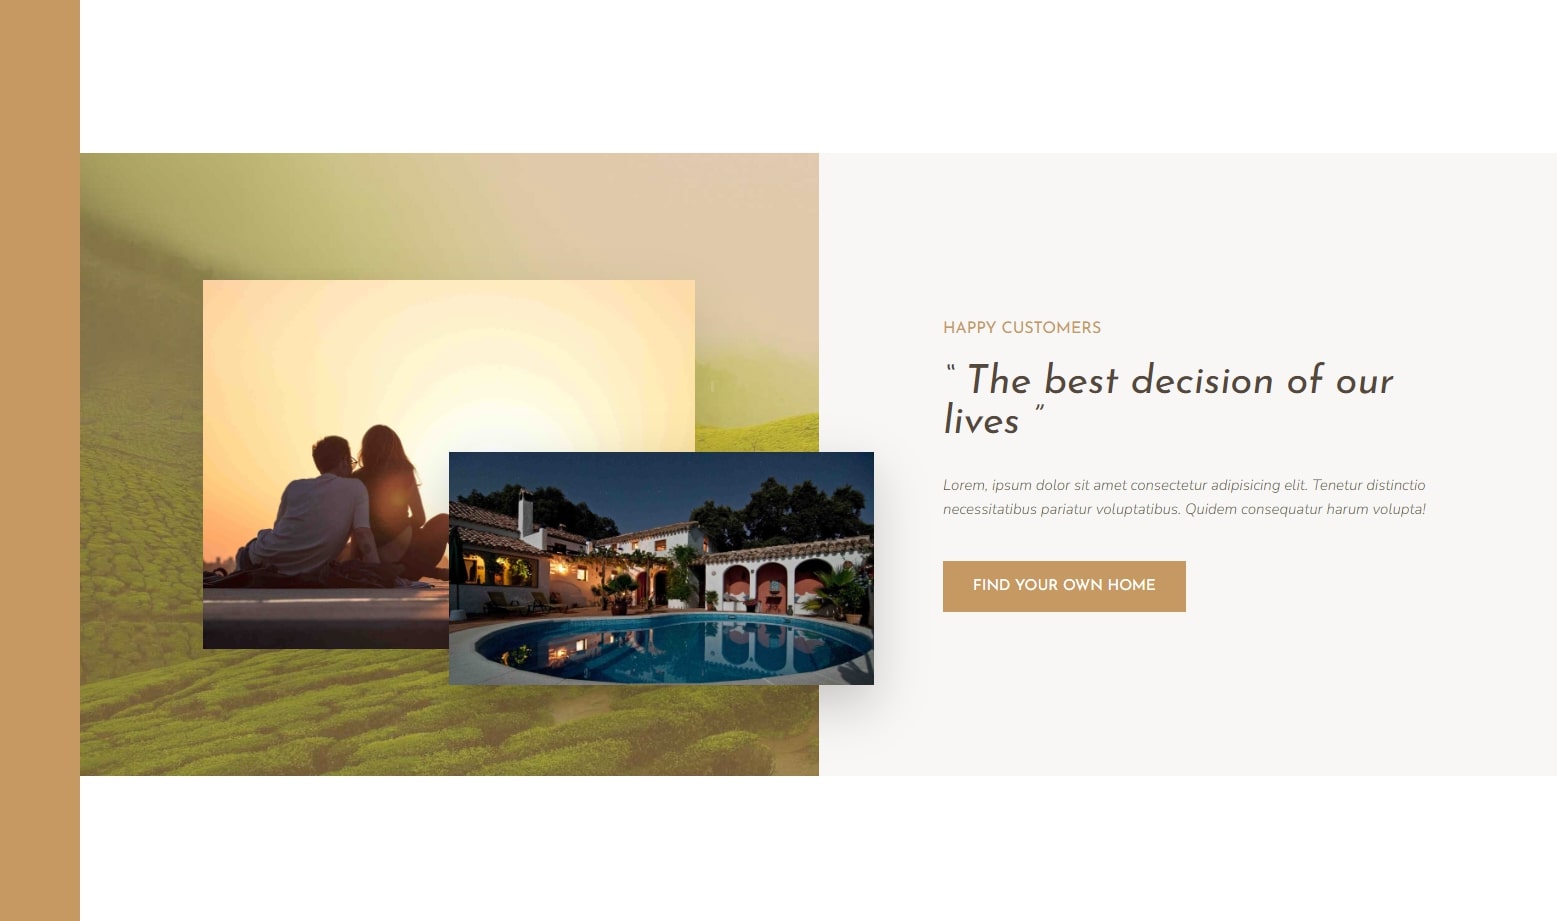 HAPPY CUSTOMERS
“ The best decision of our
lives ”
Lorem, ipsum dolor sit amet consectetur adipisicing elit. Tenetur distinctio
necessitatibus pariatur voluptatibus. Quidem consequatur harum volupta!
FIND YOUR OWN HOME